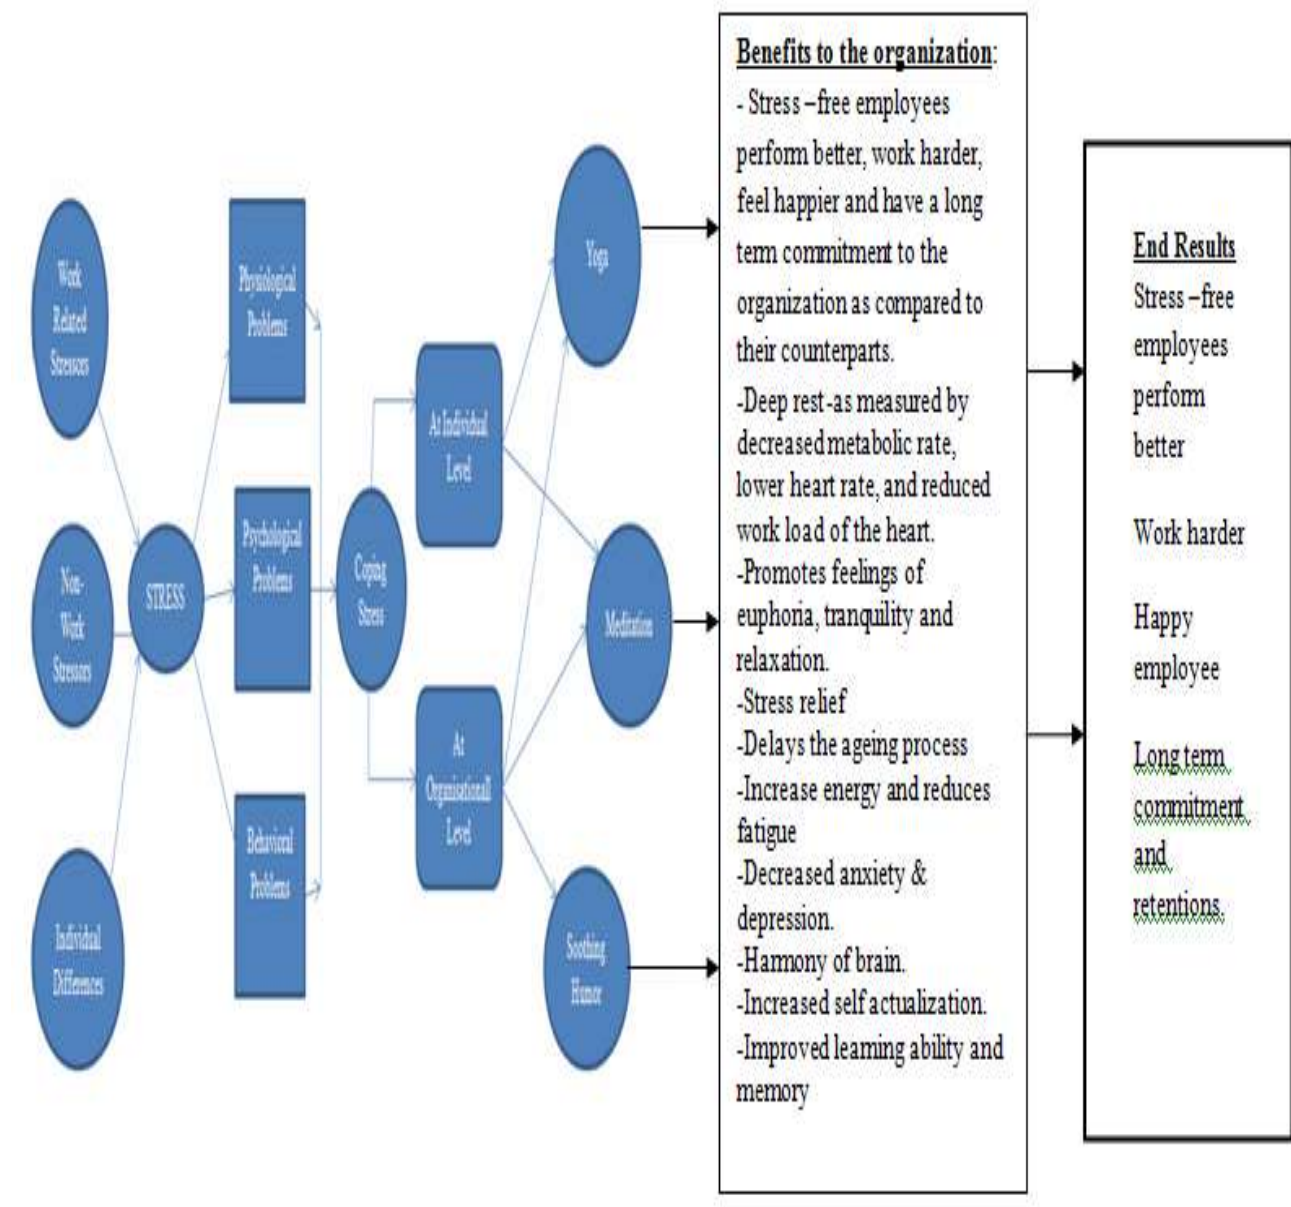 Work
Related
Stressors
Non-
Work
Stressors
Individual
Differences
STRESS
Physiological
Problems
Psychological
Problems
Behavioral
Problems
Coping
Stress
At Individual
Level
At
Organisationall
Level
Yoga
Meditation
Soothing
Humor
Benefits to the organization:
- Stress –free employees
perform better, work harder,
feel happier and have a long
term commitment to the
organization as compared to
their counterparts.
-Deep rest-as measured by
decreased metabolic rate,
lower heart rate, and reduced
work load of the heart.
-Promotes feelings of
euphoria, tranquility and
relaxation.
-Stress relief
-Delays the ageing process
-Increase energy and reduces
fatigue
-Decreased anxiety &
depression.
-Harmony of brain.
-Increased self actualization.
-Improved learning ability and
memory
End Results
Stress –free
employees
perform
better
Work harder
Happy
employee
Long term
commitment
and
retentions.